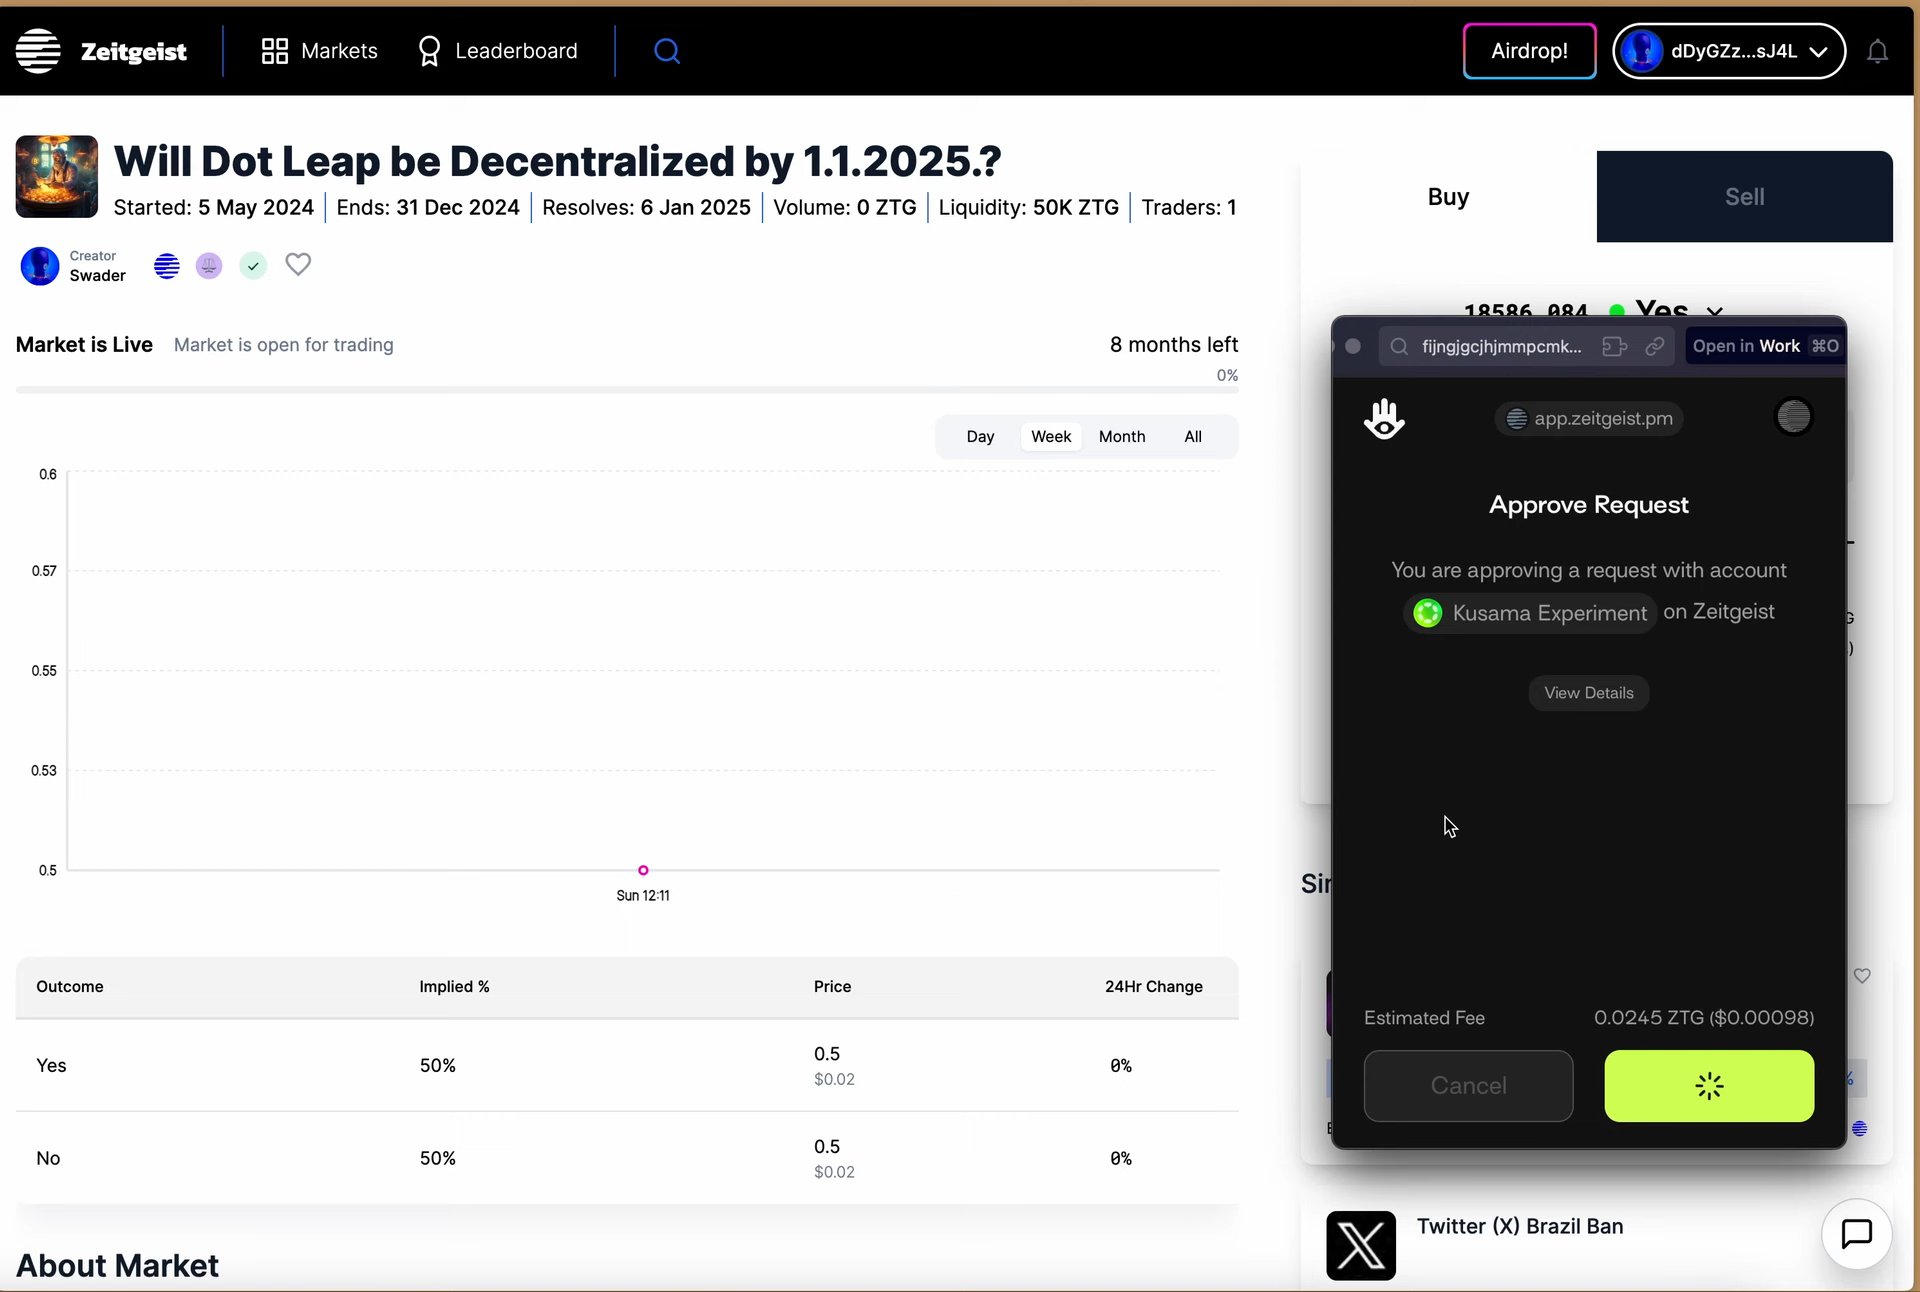 Zeitgeist
Markets
Leaderboard
Airdrop!
dDyGZz...sJ4L
Will Dot Leap be Decentralized by 1.1.2025.?
Started: 5 May 2024
Ends: 31 Dec 2024
Resolves: 6 Jan 2025
Volume: 0 ZTG
Liquidity: 50K ZTG
Traders: 1
Creator
Swader
Market is Live
Market is open for trading
8 months left
0%
Day
Week
Month
All
0.6
0.57
0.55
0.53
0.5
Sun 12:11
Outcome
Implied %
Price
24Hr Change
Yes
50%
0.5
$0.02
0%
No
50%
0.5
$0.02
0%
About Market
Buy
Sell
18586.084
Yes
fijngjgcjhjmmpcmk...
Open in Work ⌘O
app.zeitgeist.pm
Approve Request
You are approving a request with account
Kusama Experiment on Zeitgeist
View Details
Estimated Fee
0.0245 ZTG ($0.00098)
Cancel
Twitter (X) Brazil Ban